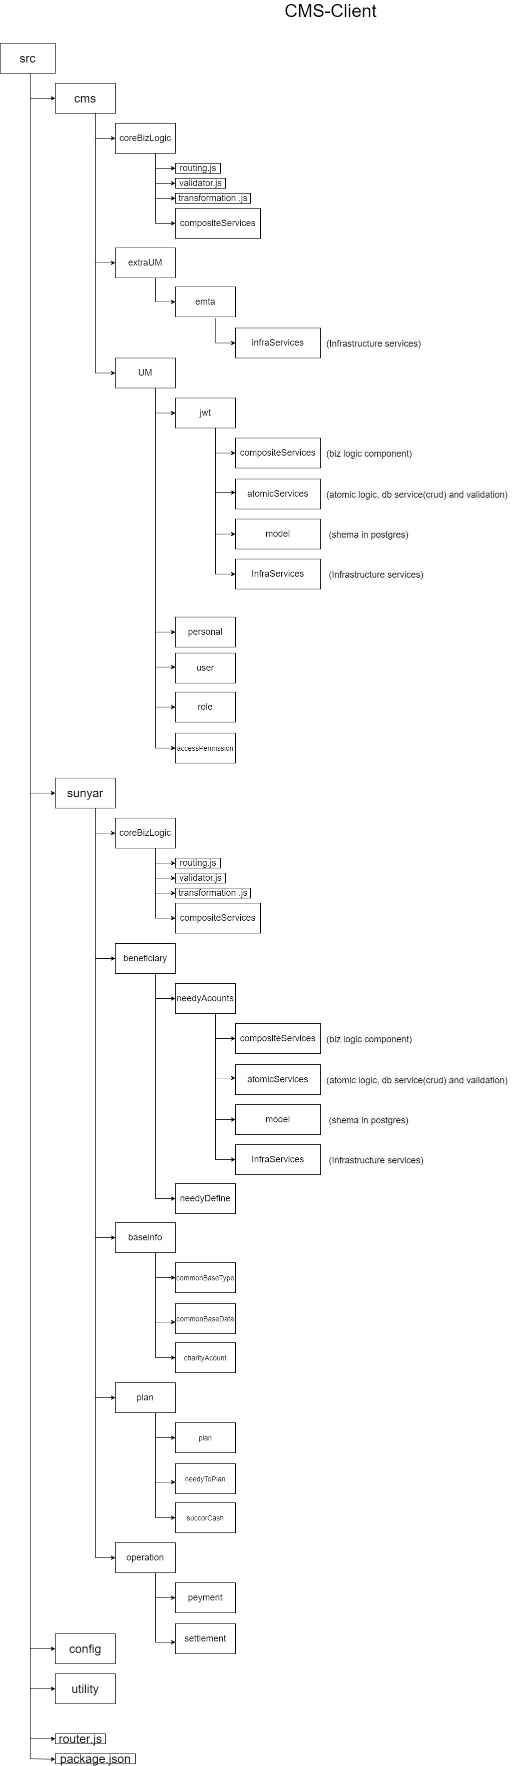 CMS-Client
src
cms
coreBizLogic
routing.js
validator.js
transformation .js
compositeServices
extraUM
emta
infraServices (Infrastructure services)
UM
jwt
compositeServices (biz logic component)
atomicServices (atomic logic, db service(crud) and validation)
model (shema in postgres)
InfraServices (Infrastructure services)
personal
user
role
accessPermission
sunyar
coreBizLogic
routing.js
validator.js
transformation .js
compositeServices
beneficiary
needyAcounts
compositeServices (biz logic component)
atomicServices (atomic logic, db service(crud) and validation)
model (shema in postgres)
InfraServices (Infrastructure services)
needyDefine
baseInfo
commonBaseType
commonBaseData
charityAcount
plan
plan
needyToPlan
succorCash
operation
peyment
settlement
config
utility
router.js
package.json